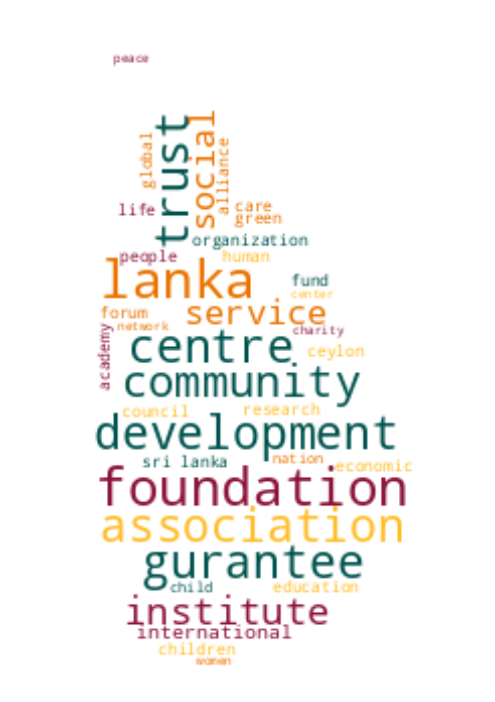 peace
global
trust
social
alliance
life
care
green
organization
people
human
lanka
fund
center
forum
service
network
charity
academy
centre
ceylon
community
council
research
development
sri lanka
nation
economic
foundation
association
gurantee
child
education
institute
international
children
women